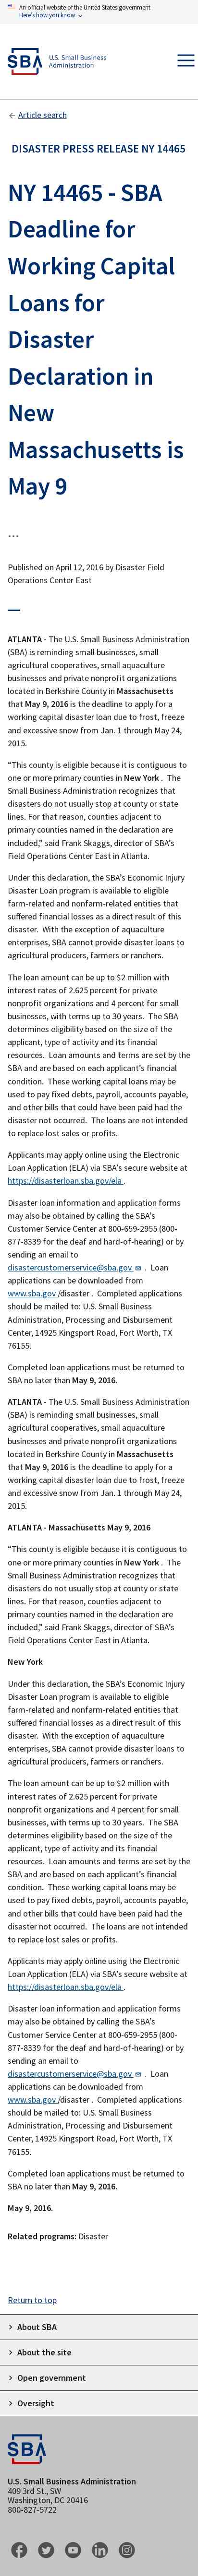 An official website of the United States government
Here's how you know
SBA U.S. Small Business
Administration
Article search
DISASTER PRESS RELEASE NY 14465
NY 14465 - SBA
Deadline for
Working Capital
Loans for
Disaster
Declaration in
New
Massachusetts is
May 9
...
Published on April 12, 2016 by Disaster Field
Operations Center East
ATLANTA - The U.S. Small Business Administration
(SBA) is reminding small businesses, small
agricultural cooperatives, small aquaculture
businesses and private nonprofit organizations
located in Berkshire County in Massachusetts
that May 9, 2016 is the deadline to apply for a
working capital disaster loan due to frost, freeze
and excessive snow from Jan. 1 through May 24,
2015.
“This county is eligible because it is contiguous to
one or more primary counties in New York .  The
Small Business Administration recognizes that
disasters do not usually stop at county or state
lines. For that reason, counties adjacent to
primary counties named in the declaration are
included,” said Frank Skaggs, director of SBA’s
Field Operations Center East in Atlanta.
Under this declaration, the SBA’s Economic Injury
Disaster Loan program is available to eligible
farm-related and nonfarm-related entities that
suffered financial losses as a direct result of this
disaster.  With the exception of aquaculture
enterprises, SBA cannot provide disaster loans to
agricultural producers, farmers or ranchers.
The loan amount can be up to $2 million with
interest rates of 2.625 percent for private
nonprofit organizations and 4 percent for small
businesses, with terms up to 30 years.  The SBA
determines eligibility based on the size of the
applicant, type of activity and its financial
resources.  Loan amounts and terms are set by the
SBA and are based on each applicant’s financial
condition.  These working capital loans may be
used to pay fixed debts, payroll, accounts payable,
and other bills that could have been paid had the
disaster not occurred.  The loans are not intended
to replace lost sales or profits.
Applicants may apply online using the Electronic
Loan Application (ELA) via SBA’s secure website at
https://disasterloan.sba.gov/ela .
Disaster loan information and application forms
may also be obtained by calling the SBA’s
Customer Service Center at 800-659-2955 (800-
877-8339 for the deaf and hard-of-hearing) or by
sending an email to
disastercustomerservice@sba.gov .  Loan
applications can be downloaded from
www.sba.gov /disaster .  Completed applications
should be mailed to: U.S. Small Business
Administration, Processing and Disbursement
Center, 14925 Kingsport Road, Fort Worth, TX
76155.
Completed loan applications must be returned to
SBA no later than May 9, 2016.
ATLANTA - The U.S. Small Business Administration
(SBA) is reminding small businesses, small
agricultural cooperatives, small aquaculture
businesses and private nonprofit organizations
located in Berkshire County in Massachusetts
that May 9, 2016 is the deadline to apply for a
working capital disaster loan due to frost, freeze
and excessive snow from Jan. 1 through May 24,
2015.
ATLANTA - Massachusetts May 9, 2016
“This county is eligible because it is contiguous to
one or more primary counties in New York .  The
Small Business Administration recognizes that
disasters do not usually stop at county or state
lines. For that reason, counties adjacent to
primary counties named in the declaration are
included,” said Frank Skaggs, director of SBA’s
Field Operations Center East in Atlanta.
New York
Under this declaration, the SBA’s Economic Injury
Disaster Loan program is available to eligible
farm-related and nonfarm-related entities that
suffered financial losses as a direct result of this
disaster.  With the exception of aquaculture
enterprises, SBA cannot provide disaster loans to
agricultural producers, farmers or ranchers.
The loan amount can be up to $2 million with
interest rates of 2.625 percent for private
nonprofit organizations and 4 percent for small
businesses, with terms up to 30 years.  The SBA
determines eligibility based on the size of the
applicant, type of activity and its financial
resources.  Loan amounts and terms are set by the
SBA and are based on each applicant’s financial
condition.  These working capital loans may be
used to pay fixed debts, payroll, accounts payable,
and other bills that could have been paid had the
disaster not occurred.  The loans are not intended
to replace lost sales or profits.
Applicants may apply online using the Electronic
Loan Application (ELA) via SBA’s secure website at
https://disasterloan.sba.gov/ela .
Disaster loan information and application forms
may also be obtained by calling the SBA’s
Customer Service Center at 800-659-2955 (800-
877-8339 for the deaf and hard-of-hearing) or by
sending an email to
disastercustomerservice@sba.gov .  Loan
applications can be downloaded from
www.sba.gov /disaster .  Completed applications
should be mailed to: U.S. Small Business
Administration, Processing and Disbursement
Center, 14925 Kingsport Road, Fort Worth, TX
76155.
Completed loan applications must be returned to
SBA no later than May 9, 2016.
May 9, 2016.
Related programs: Disaster
Return to top
About SBA
About the site
Open government
Oversight
SBA
U.S. Small Business Administration
409 3rd St., SW
Washington, DC 20416
800-827-5722